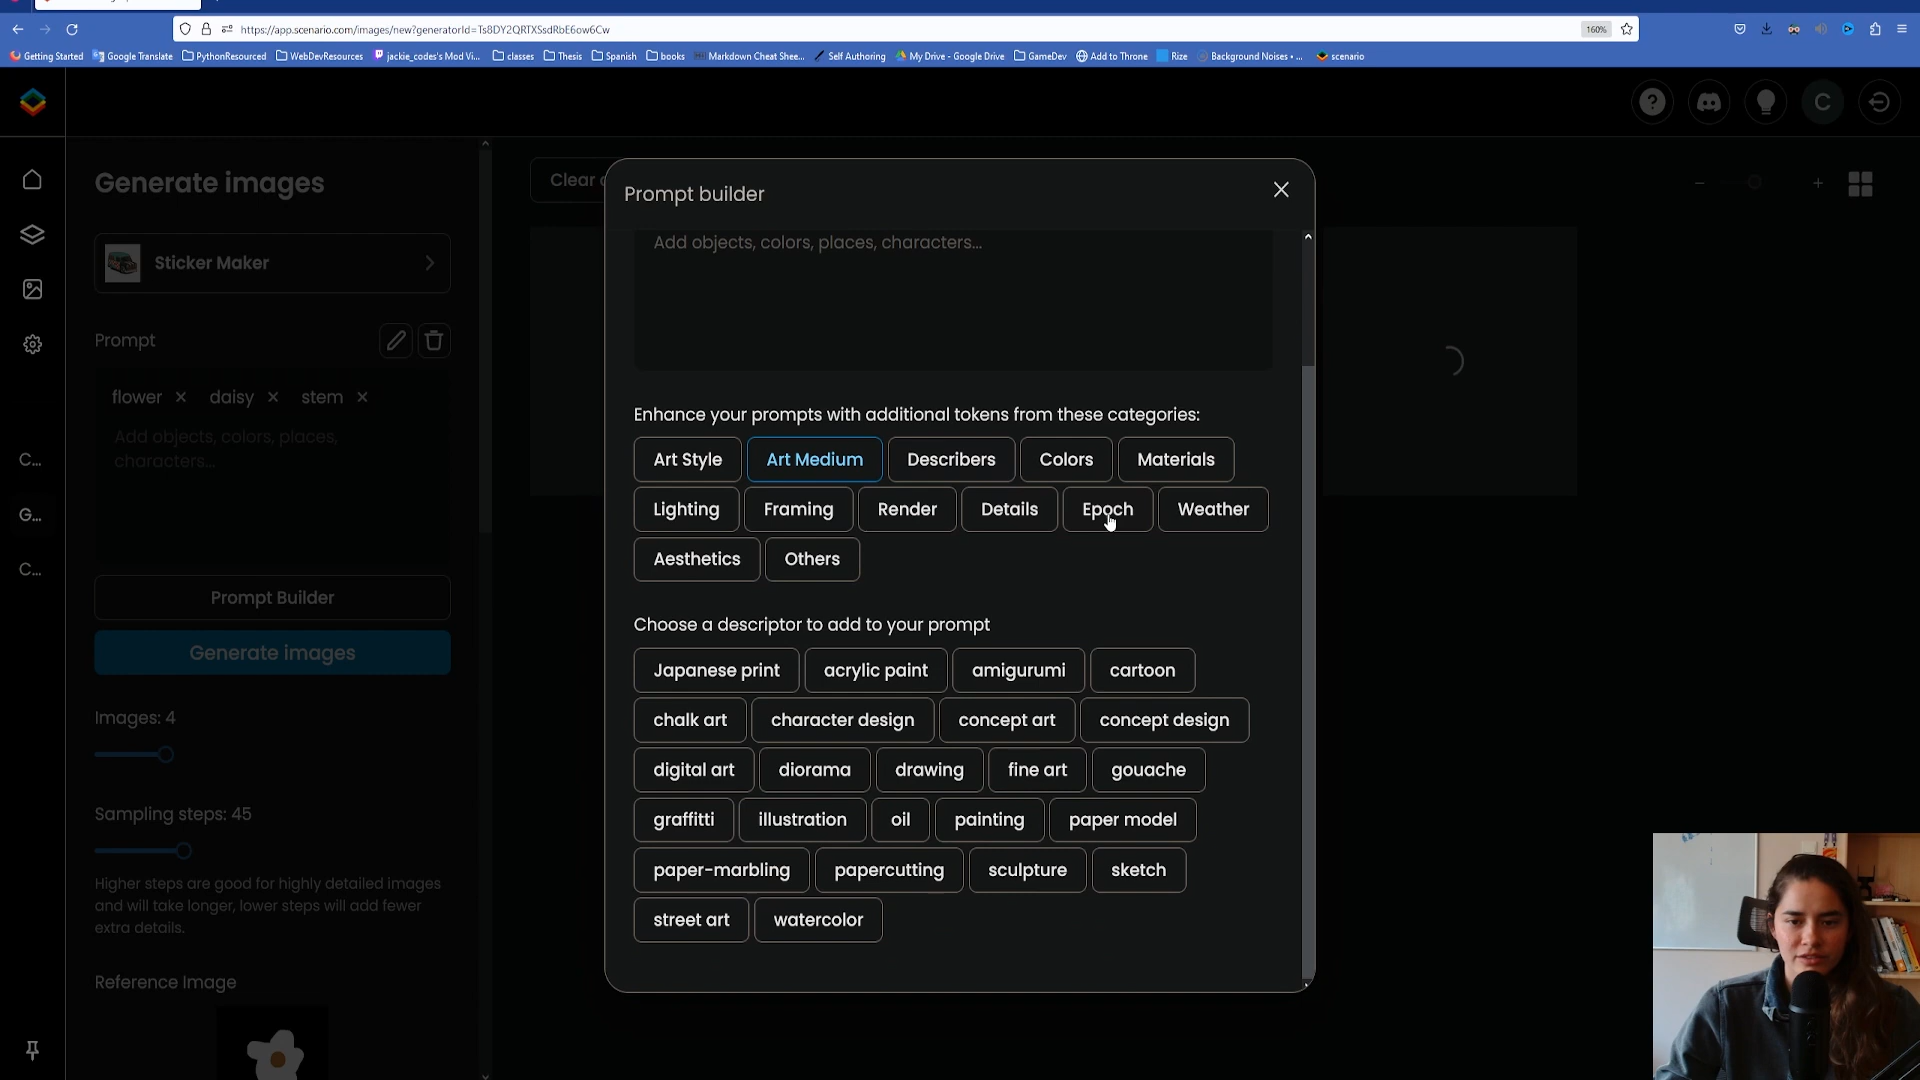 https://app.scenario.com/images/new?generatorId=Ts8DY2QRTXSsdRbE6ow6Cw
160%
Getting Started
Google Translate
PythonResourced
WebDevResources
jackie_codes's Mod Vi...
classes
Thesis
Spanish
books
Markdown Cheat Shee...
Self Authoring
My Drive - Google Drive
GameDev
Add to Throne
Rize
Background Noises • ...
scenario
?
C
Generate images
Clear
Prompt builder
Sticker Maker
Add objects, colors, places, characters...
Prompt
flower × daisy × stem ×
Add objects, colors, places,
characters...
Enhance your prompts with additional tokens from these categories:
Art Style Art Medium Describers Colors Materials
Lighting Framing Render Details Epoch Weather
Aesthetics Others
C...
G...
C...
Prompt Builder
Generate images
Choose a descriptor to add to your prompt
Japanese print acrylic paint amigurumi cartoon
chalk art character design concept art concept design
digital art diorama drawing fine art gouache
graffitti illustration oil painting paper model
paper-marbling papercutting sculpture sketch
street art watercolor
Images: 4
Sampling steps: 45
Higher steps are good for highly detailed images
and will take longer, lower steps will add fewer
extra details.
Reference Image